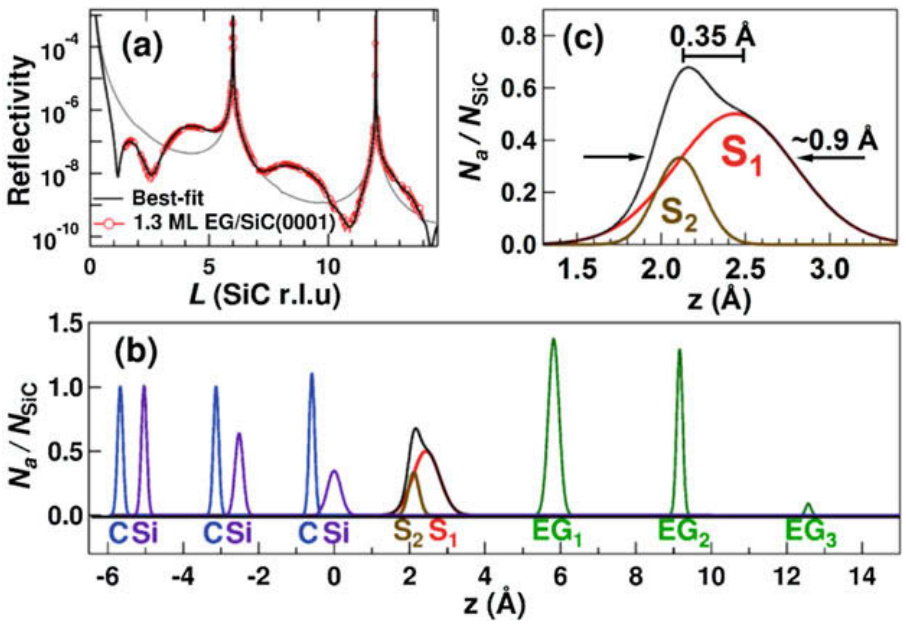 (a)
Reflectivity
10⁻⁴
10⁻⁶
10⁻⁸
10⁻¹⁰
Best-fit
1.3 ML EG/SiC(0001)
0 5 10
L (SiC r.l.u)
(c)
0.35 Å
Nₐ / N_SiC
0.8
0.6
0.4
0.2
0.0
~0.9 Å
S₁
S₂
1.5 2.0 2.5 3.0
z (Å)
(b)
Nₐ / N_SiC
1.5
1.0
0.5
0.0
C Si C Si C Si S₂ S₁ EG₁ EG₂ EG₃
-6 -4 -2 0 2 4 6 8 10 12 14
z (Å)